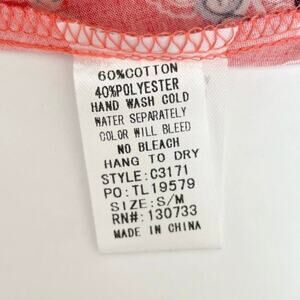 60%COTTON
40%POLYESTER
HAND WASH COLD
WATER SEPARATELY
COLOR WILL BLEED
NO BLEACH
HANG TO DRY
STYLE: C3171
PO: TL19579
SIZE: S/M
RN#: 130733
MADE IN CHINA